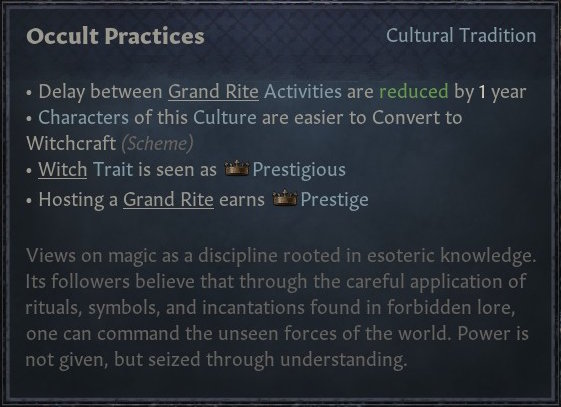 Occult Practices
Cultural Tradition
• Delay between Grand Rite Activities are reduced by 1 year
• Characters of this Culture are easier to Convert to
Witchcraft (Scheme)
• Witch Trait is seen as Prestigious
• Hosting a Grand Rite earns Prestige
Views on magic as a discipline rooted in esoteric knowledge.
Its followers believe that through the careful application of
rituals, symbols, and incantations found in forbidden lore,
one can command the unseen forces of the world. Power is
not given, but seized through understanding.